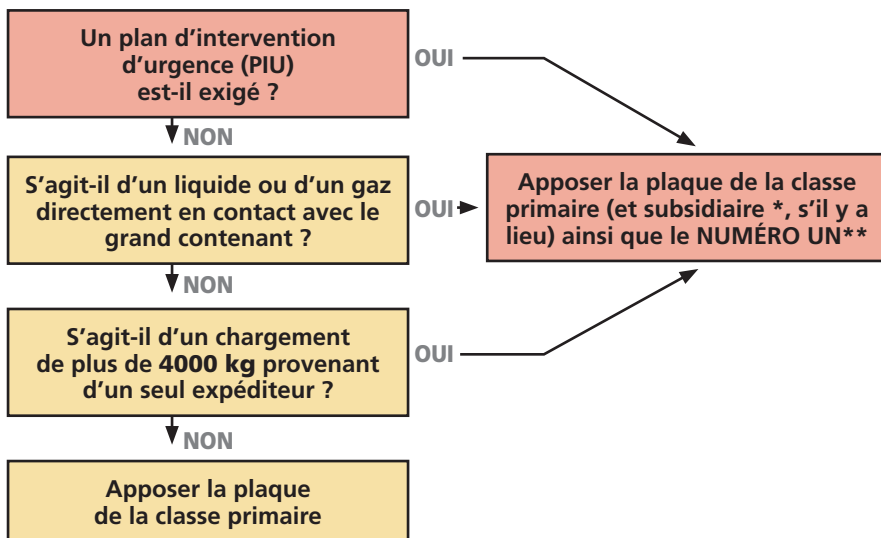 Un plan d’intervention
d’urgence (PIU)
est-il exigé ?
OUI
NON
S’agit-il d’un liquide ou d’un gaz
directement en contact avec le
grand contenant ?
OUI
Apposer la plaque de la classe
primaire (et subsidiaire *, s’il y a
lieu) ainsi que le NUMÉRO UN**
NON
S’agit-il d’un chargement
de plus de 4000 kg provenant
d’un seul expéditeur ?
OUI
NON
Apposer la plaque
de la classe primaire